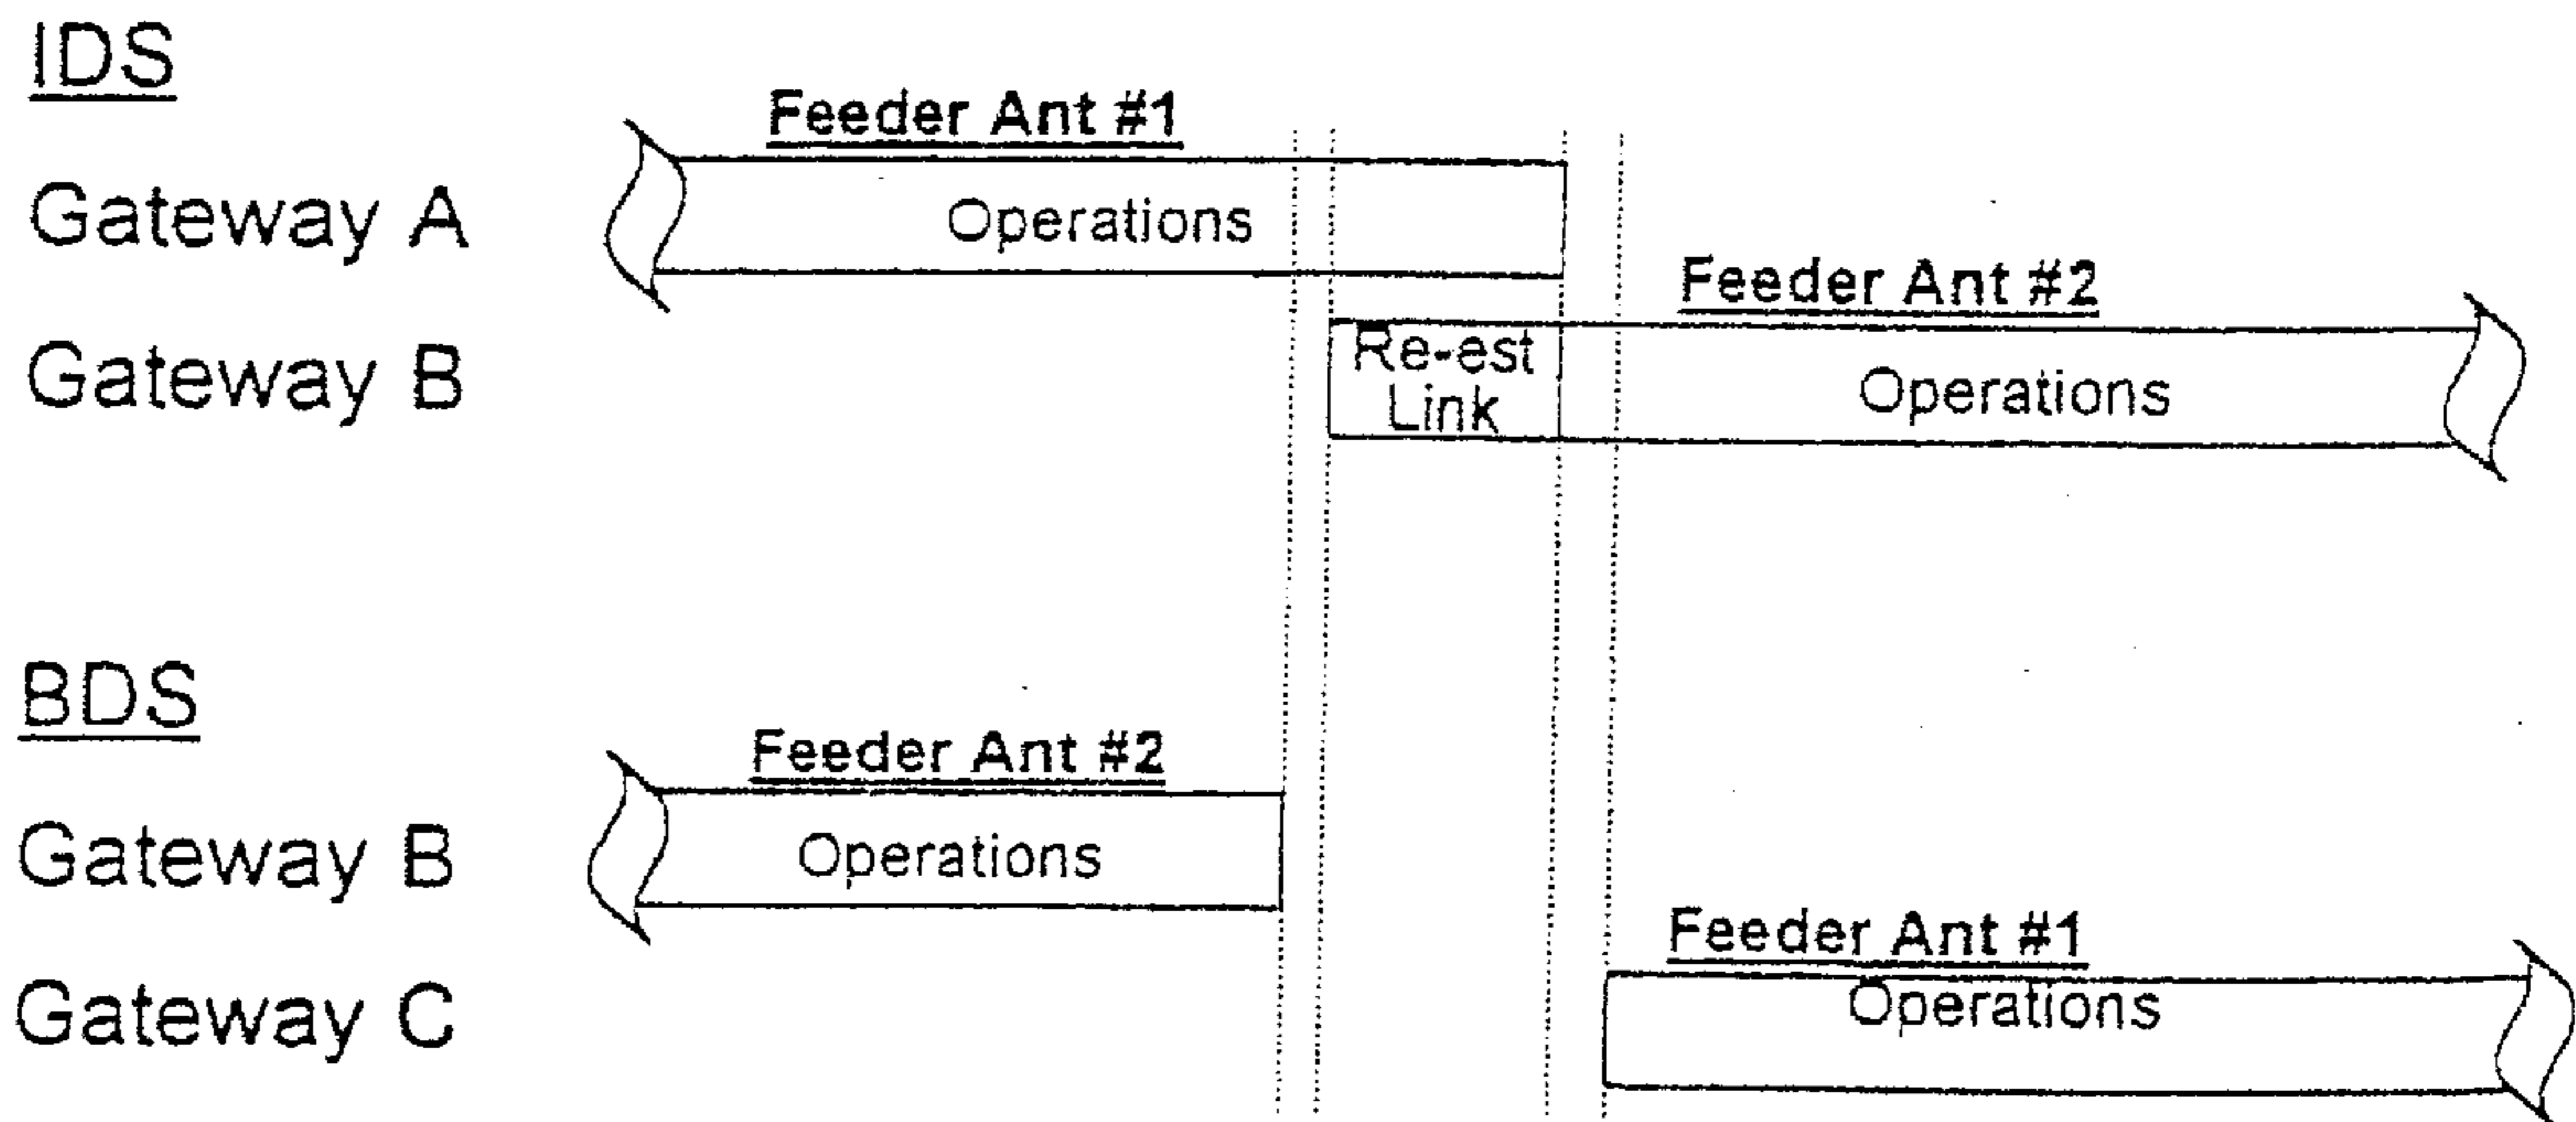 IDS
Feeder Ant #1
Gateway A
Operations
Feeder Ant #2
Gateway B
Re-est
Link
Operations
BDS
Feeder Ant #2
Gateway B
Operations
Feeder Ant #1
Gateway C
Operations